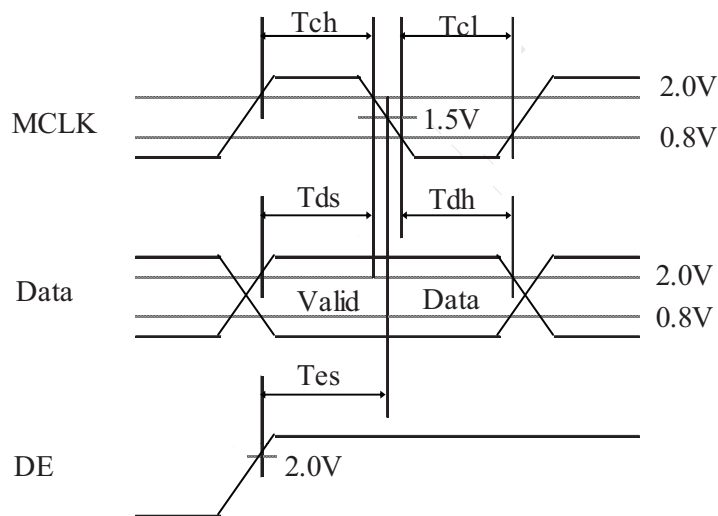 Tch Tcl
MCLK 2.0V
1.5V
0.8V
Tds Tdh
Data 2.0V
Valid Data
0.8V
Tes
DE 2.0V